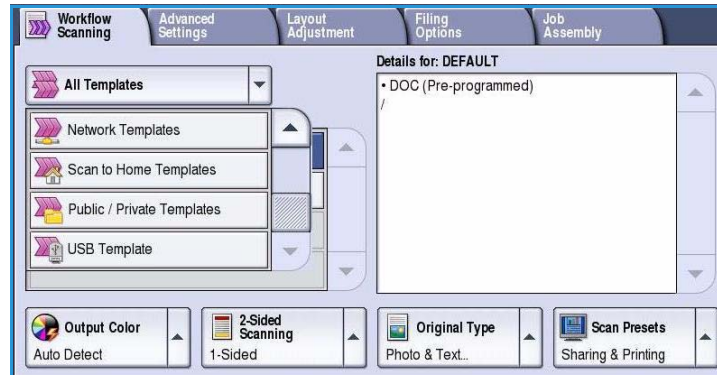 Workflow
Scanning
Advanced
Settings
Layout
Adjustment
Filing
Options
Job
Assembly
All Templates
Network Templates
Scan to Home Templates
Public / Private Templates
USB Template
Details for: DEFAULT
• DOC (Pre-programmed)
/
Output Color
Auto Detect
2-Sided
Scanning
1-Sided
Original Type
Photo & Text...
Scan Presets
Sharing & Printing